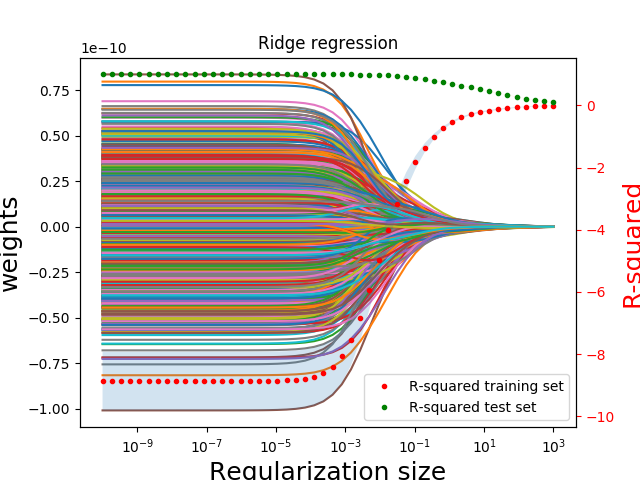 Ridge regression
1e−10
0.75
0.50
0.25
0.00
−0.25
−0.50
−0.75
−1.00
weights
0
−2
−4
−6
−8
−10
R-squared
R-squared training set
R-squared test set
10⁻⁹ 10⁻⁷ 10⁻⁵ 10⁻³ 10⁻¹ 10¹ 10³
Regularization size